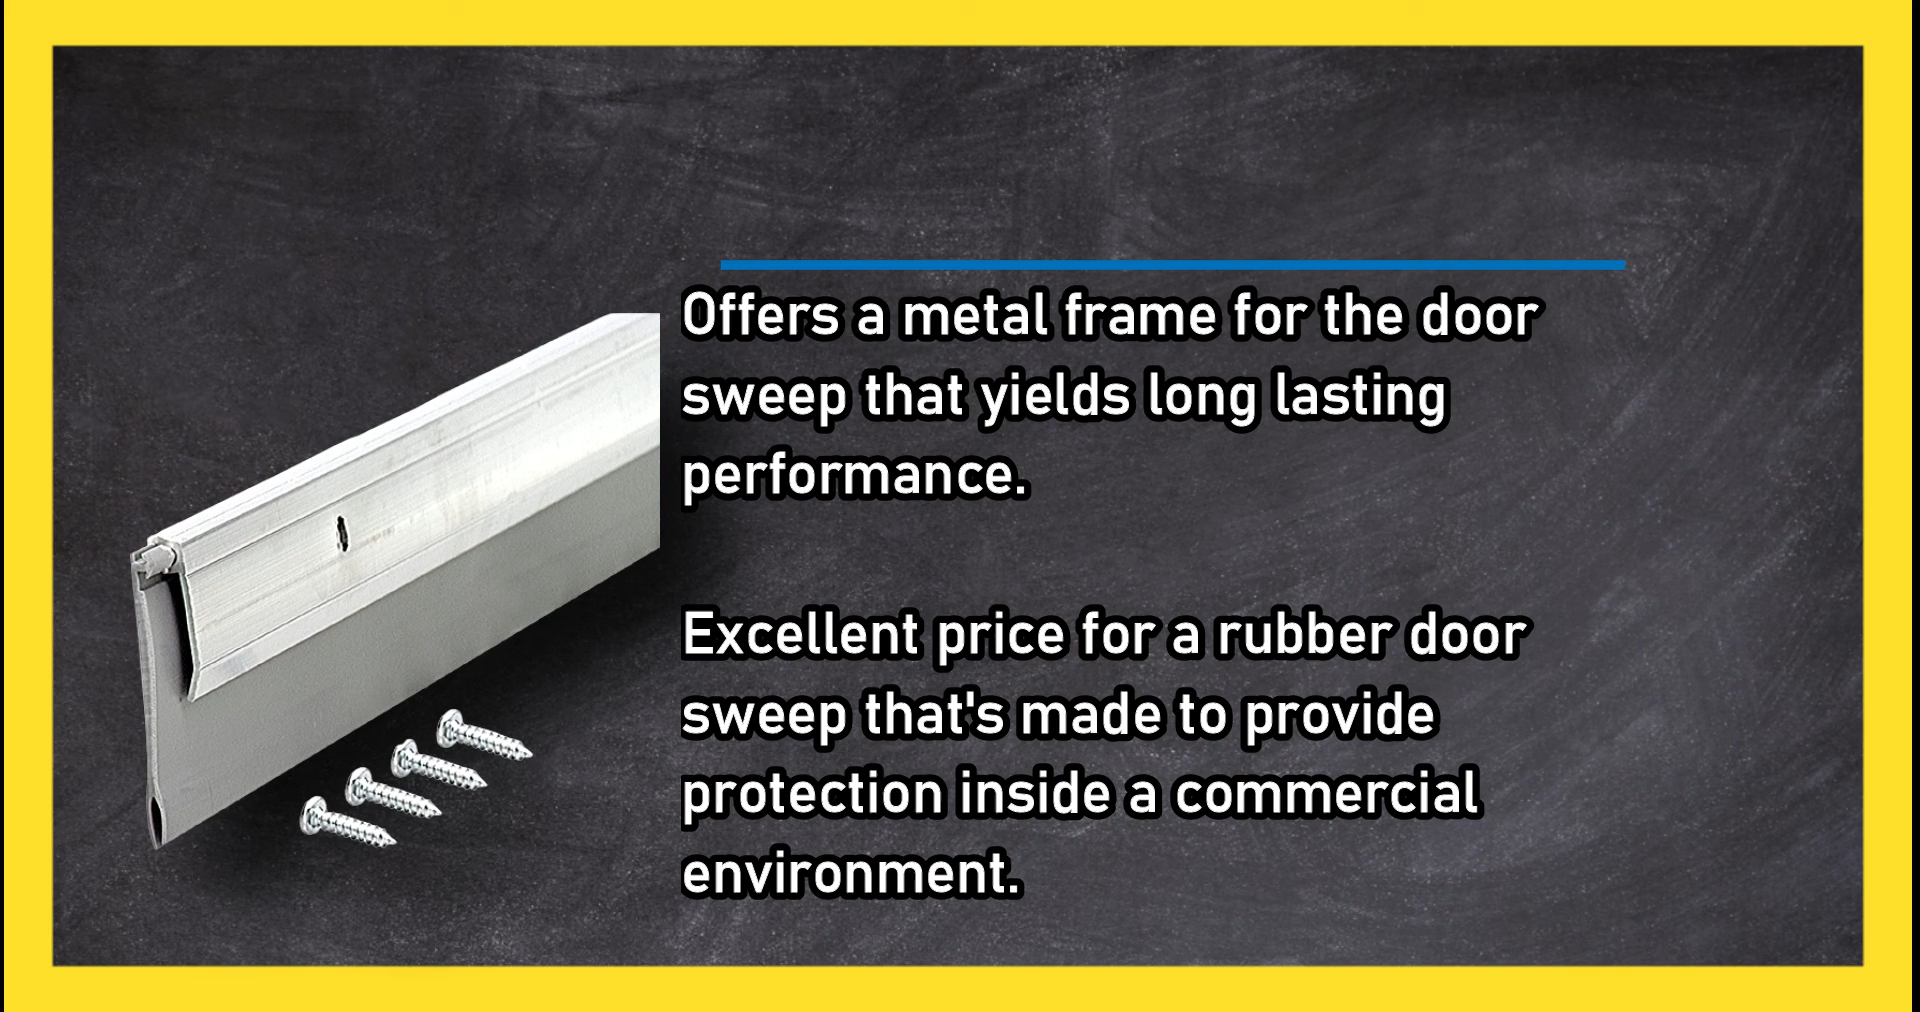 Offers a metal frame for the door
sweep that yields long lasting
performance.
Excellent price for a rubber door
sweep that's made to provide
protection inside a commercial
environment.